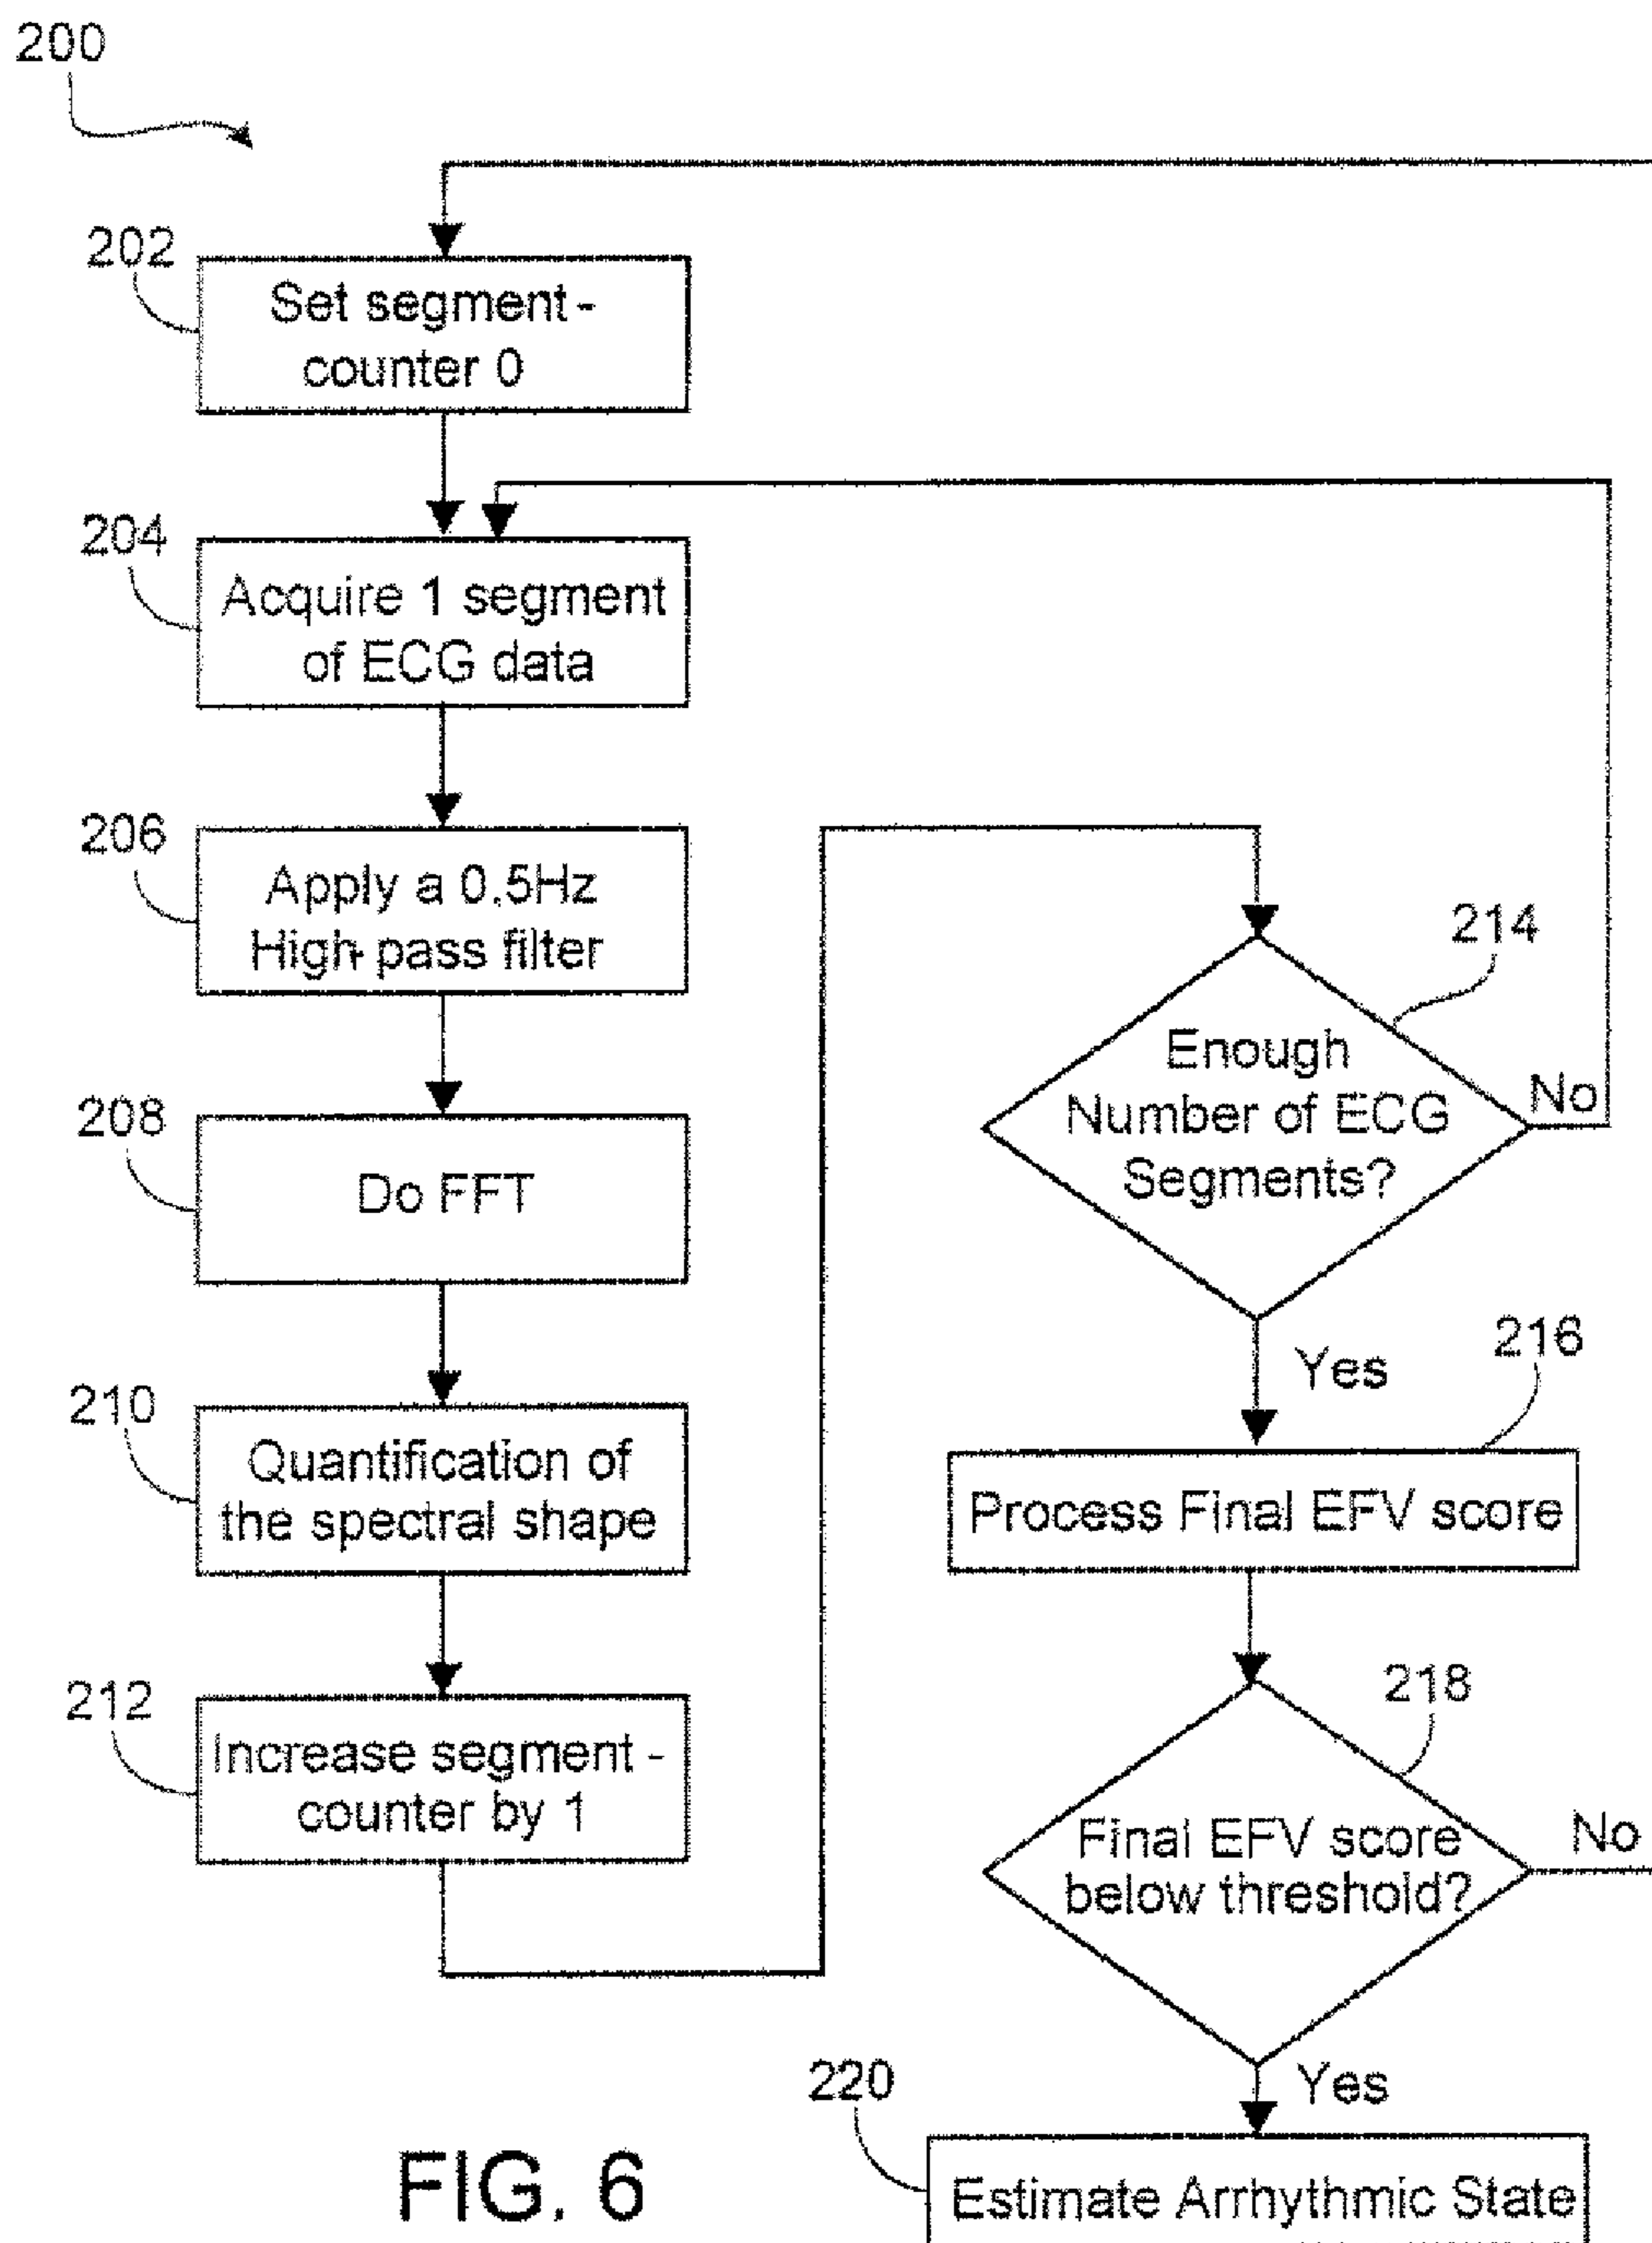 200
202
Set segment-
counter 0
204
Acquire 1 segment
of ECG data
206
Apply a 0.5Hz
High-pass filter
208
Do FFT
210
Quantification of
the spectral shape
212
Increase segment-
counter by 1
214
Enough
Number of ECG
Segments?
No
Yes
216
Process Final EFV score
218
Final EFV score
below threshold?
No
Yes
220
Estimate Arrhythmic State
FIG. 6